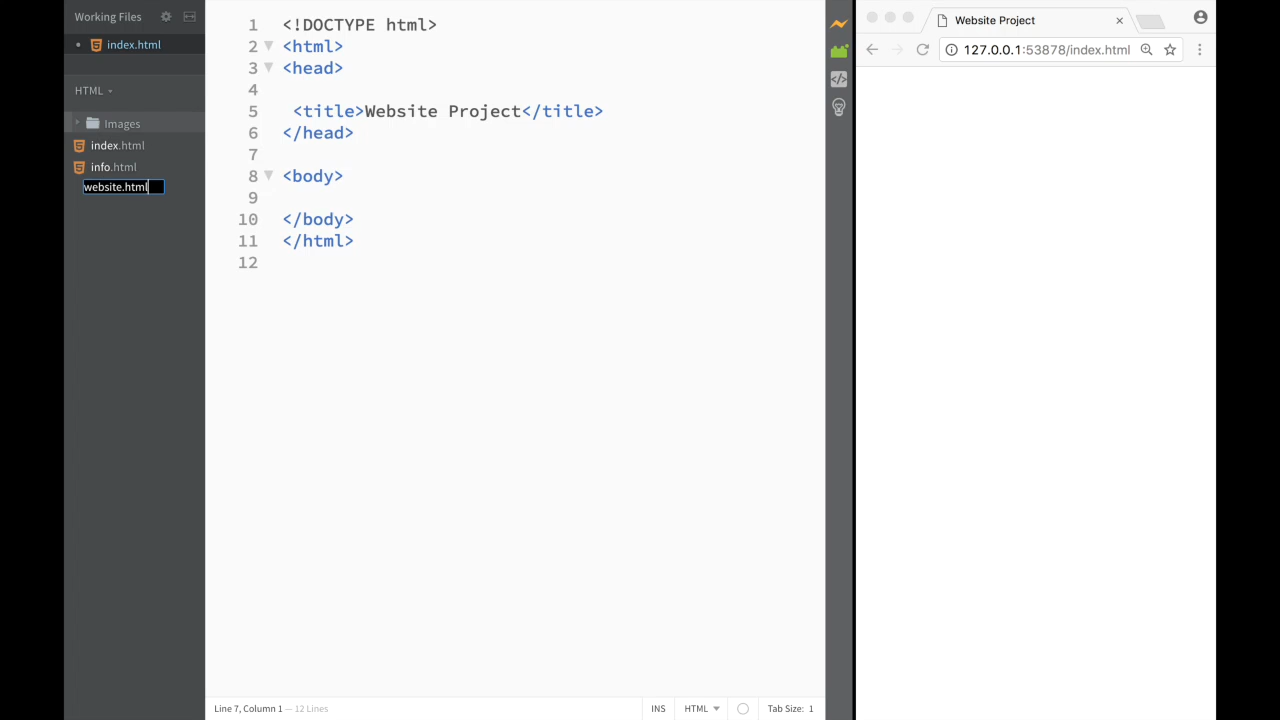 Working Files
index.html
HTML
Images
index.html
info.html
website.html
1 <!DOCTYPE html>
2 <html>
3 <head>
4
5 <title>Website Project</title>
6 </head>
7
8 <body>
9
10 </body>
11 </html>
12
Line 7, Column 1 — 12 Lines
INS
HTML
Tab Size: 1
Website Project
127.0.0.1:53878/index.html